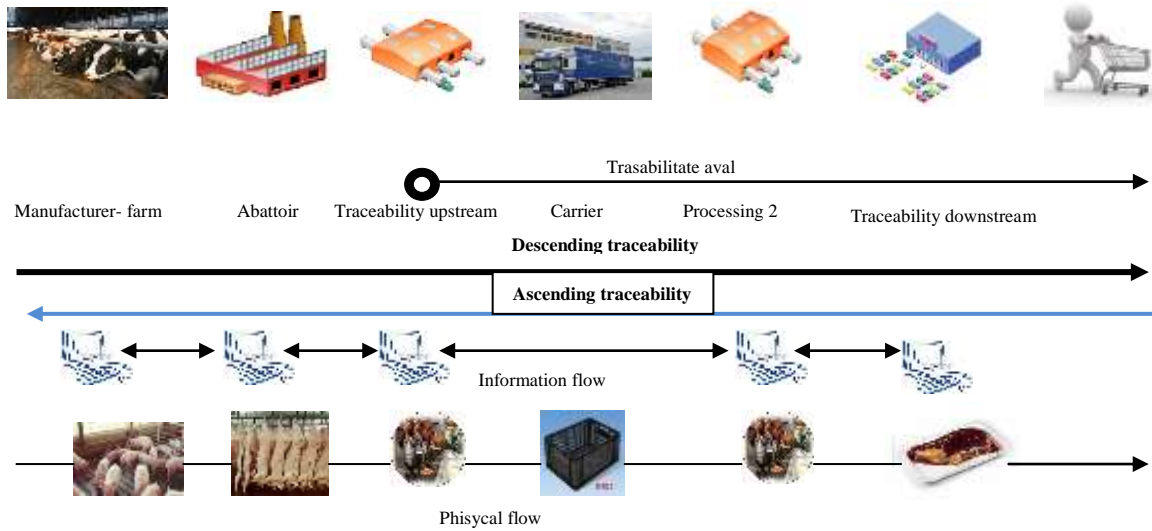 Trasabilitate aval
Manufacturer- farm
Abattoir
Traceability upstream
Carrier
Processing 2
Traceability downstream
Descending traceability
Ascending traceability
Information flow
Phisycal flow